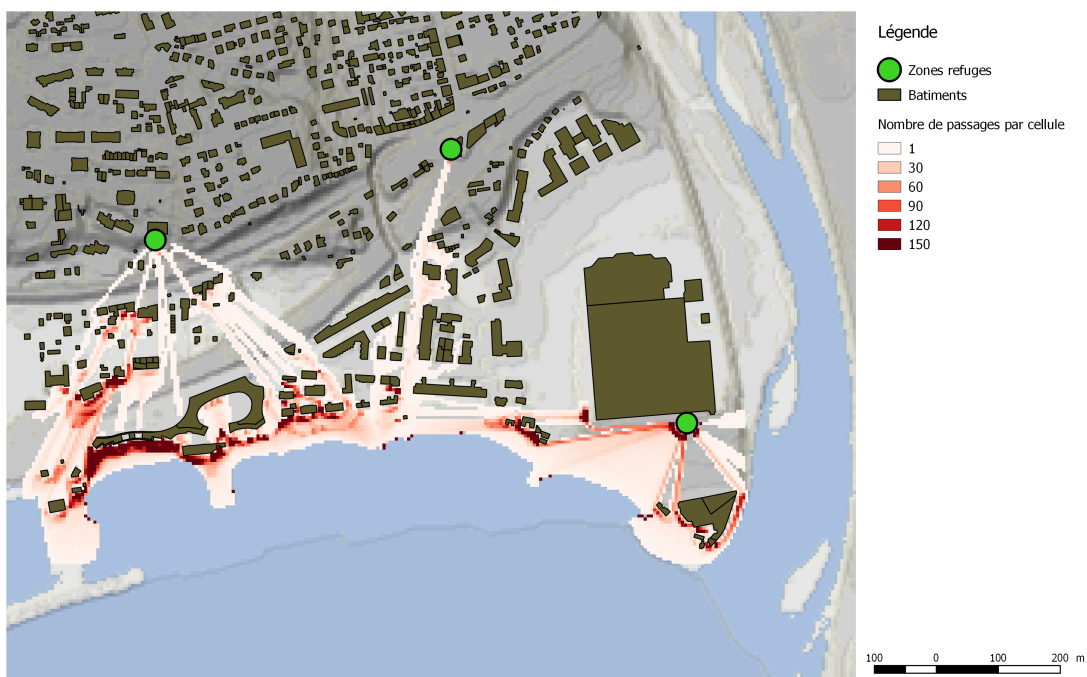 Légende
Zones refuges
Batiments
Nombre de passages par cellule
1
30
60
90
120
150
100 0 100 200 m